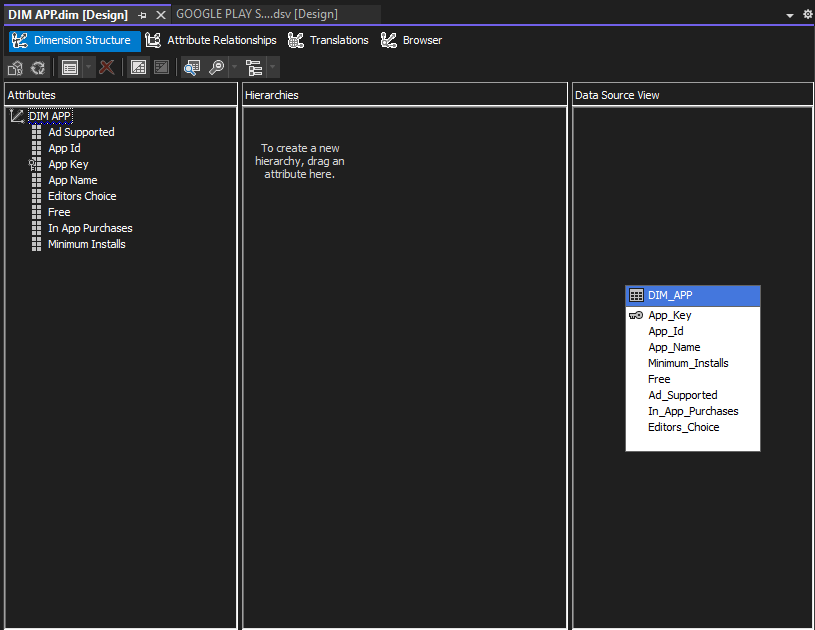 DIM APP.dim [Design]
GOOGLE PLAY S....dsv [Design]
Dimension Structure
Attribute Relationships
Translations
Browser
Attributes
DIM APP
Ad Supported
App Id
App Key
App Name
Editors Choice
Free
In App Purchases
Minimum Installs
Hierarchies
To create a new
hierarchy, drag an
attribute here.
Data Source View
DIM_APP
App_Key
App_Id
App_Name
Minimum_Installs
Free
Ad_Supported
In_App_Purchases
Editors_Choice